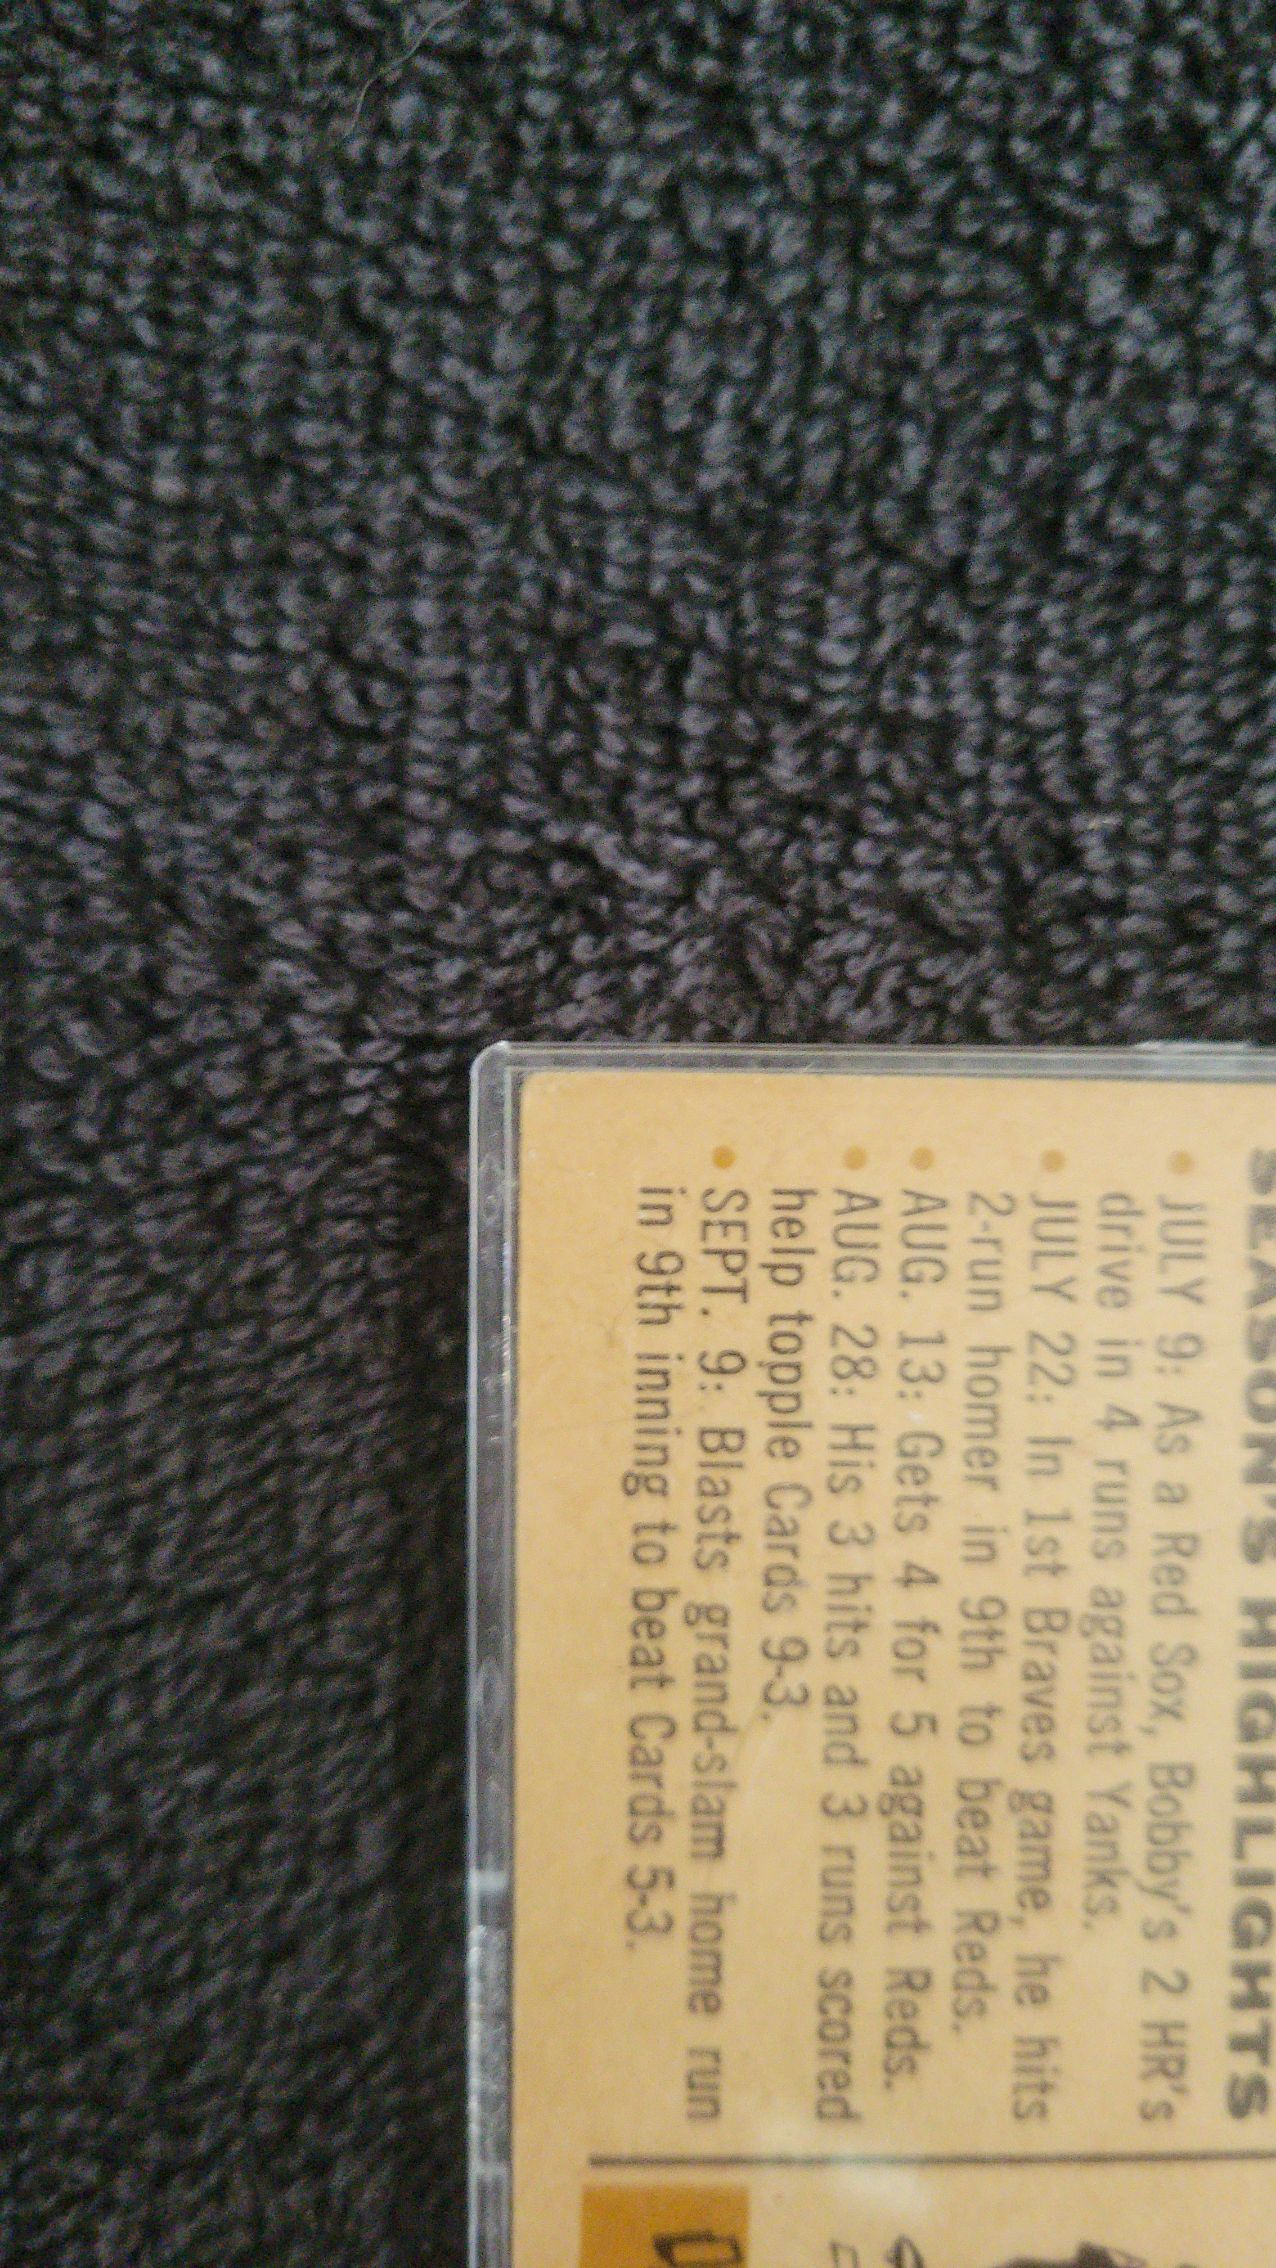 SEASON'S HIGHLIGHTS
• JULY 9: As a Red Sox, Bobby's 2 HR's
drive in 4 runs against Yanks.
• JULY 22: In 1st Braves game, he hits
2-run homer in 9th to beat Reds.
• AUG. 13: Gets 4 for 5 against Reds.
• AUG. 28: His 3 hits and 3 runs scored
help topple Cards 9-3.
• SEPT. 9: Blasts grand-slam home run
in 9th inning to beat Cards 5-3.